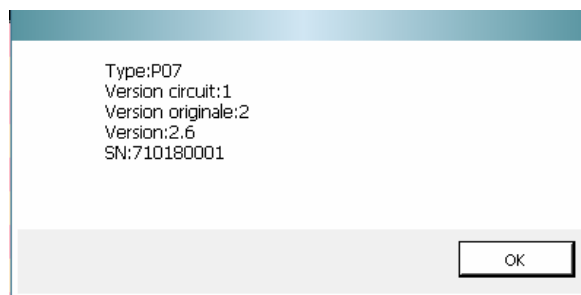 Type:P07
Version circuit:1
Version originale:2
Version:2.6
SN:710180001
OK